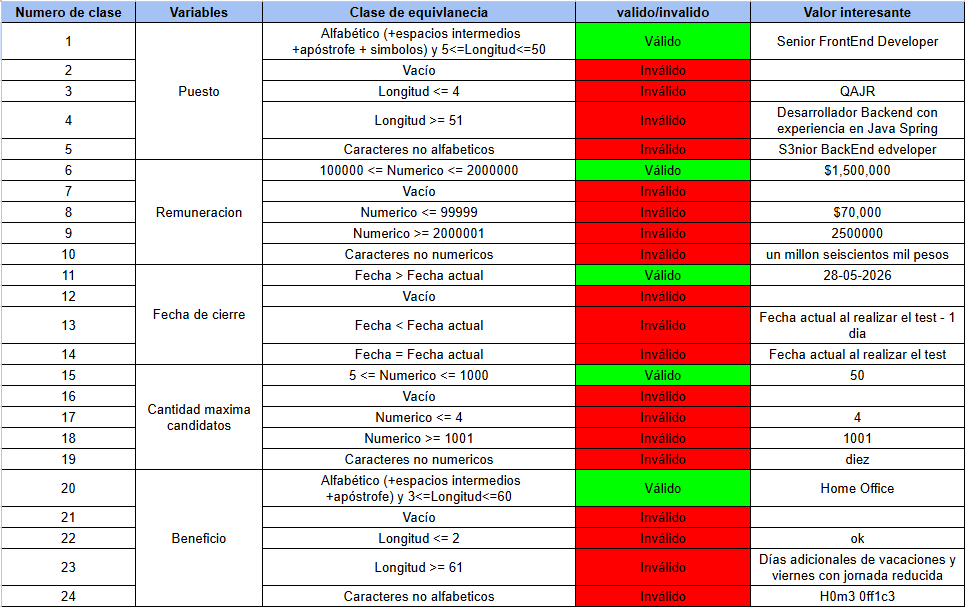 Numero de clase Variables Clase de equivlanecia valido/invalido Valor interesante
1 Puesto Alfabético (+espacios intermedios
+apóstrofe + simbolos) y 5<=Longitud<=50 Válido Senior FrontEnd Developer
2 Vacío Inválido
3 Longitud <= 4 Inválido QAJR
4 Longitud >= 51 Inválido Desarrollador Backend con
experiencia en Java Spring
5 Caracteres no alfabeticos Inválido S3nior BackEnd edveloper
6 Remuneracion 100000 <= Numerico <= 2000000 Válido $1,500,000
7 Vacío Inválido
8 Numerico <= 99999 Inválido $70,000
9 Numerico >= 2000001 Inválido 2500000
10 Caracteres no numericos Inválido un millon seiscientos mil pesos
11 Fecha de cierre Fecha > Fecha actual Válido 28-05-2026
12 Vacío Inválido
13 Fecha < Fecha actual Inválido Fecha actual al realizar el test - 1
dia
14 Fecha = Fecha actual Inválido Fecha actual al realizar el test
15 Cantidad maxima
candidatos 5 <= Numerico <= 1000 Válido 50
16 Vacío Inválido
17 Numerico <= 4 Inválido 4
18 Numerico >= 1001 Inválido 1001
19 Caracteres no numericos Inválido diez
20 Beneficio Alfabético (+espacios intermedios
+apóstrofe) y 3<=Longitud<=60 Válido Home Office
21 Vacío Inválido
22 Longitud <= 2 Inválido ok
23 Longitud >= 61 Inválido Días adicionales de vacaciones y
viernes con jornada reducida
24 Caracteres no alfabeticos Inválido H0m3 0ff1c3